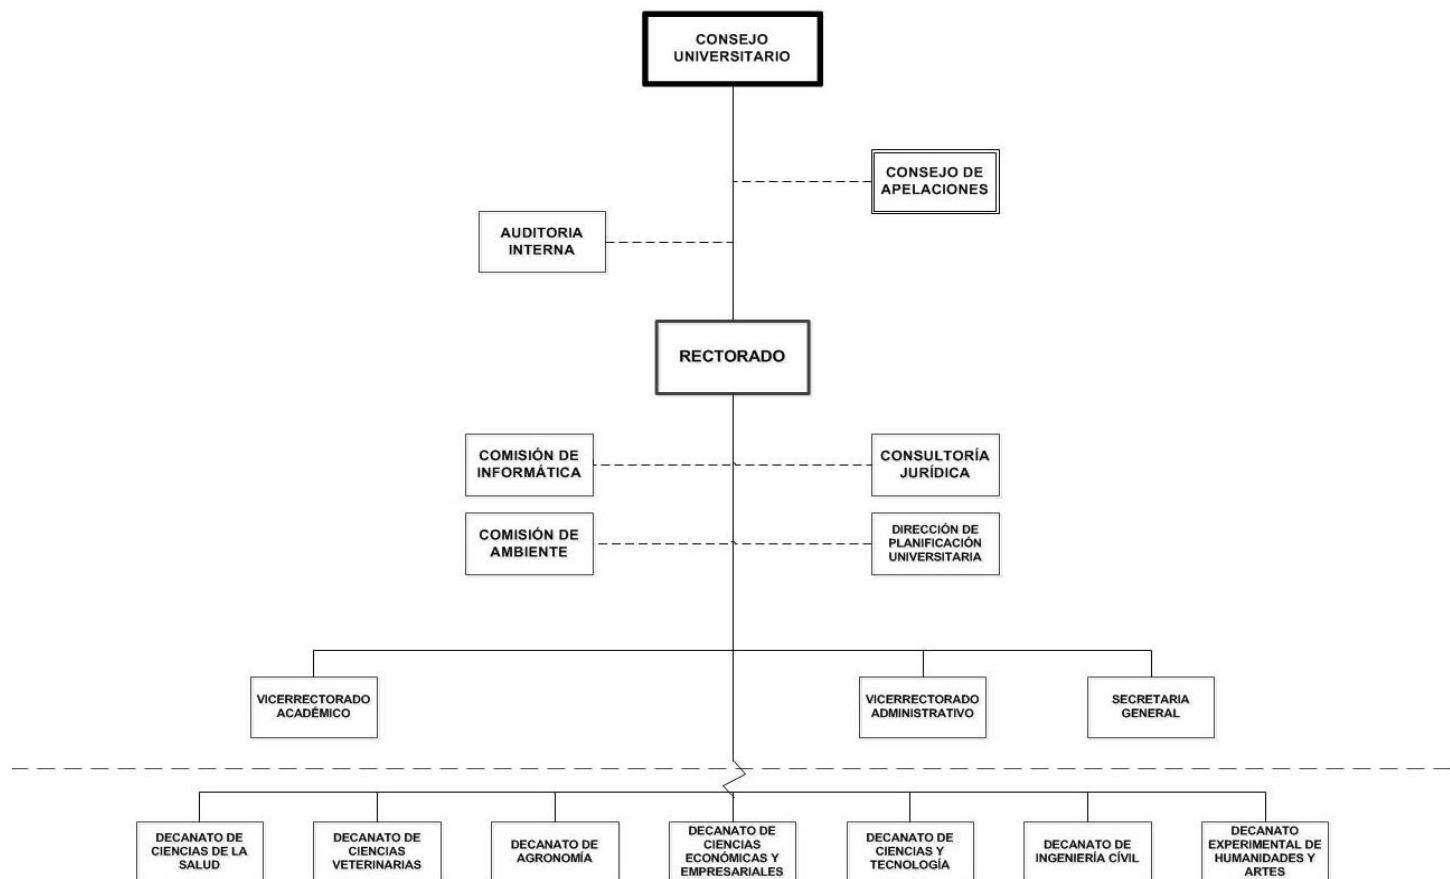 CONSEJO
UNIVERSITARIO
CONSEJO DE
APELACIONES
AUDITORIA
INTERNA
RECTORADO
COMISIÓN DE
INFORMÁTICA
CONSULTORÍA
JURÍDICA
COMISIÓN DE
AMBIENTE
DIRECCIÓN DE
PLANIFICACIÓN
UNIVERSITARIA
VICERRECTORADO
ACADÉMICO
VICERRECTORADO
ADMINISTRATIVO
SECRETARIA
GENERAL
DECANATO DE
CIENCIAS DE LA
SALUD
DECANATO DE
CIENCIAS
VETERINARIAS
DECANATO DE
AGRONOMÍA
DECANATO DE
CIENCIAS
ECONÓMICAS Y
EMPRESARIALES
DECANATO DE
CIENCIAS Y
TECNOLOGÍA
DECANATO DE
INGENIERÍA CÍVIL
DECANATO
EXPERIMENTAL DE
HUMANIDADES Y
ARTES